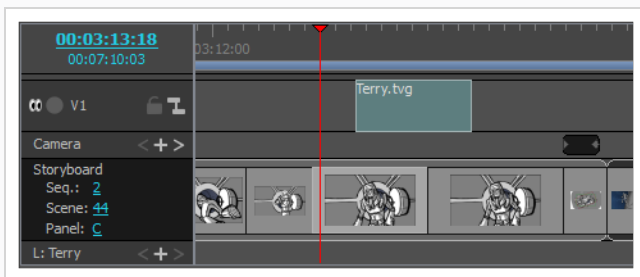 00:03:13:18
00:07:10:03
03:12:00
Terry.tvg
V1
Camera < + >
Storyboard
Seq.: 2
Scene: 44
Panel: C
L: Terry < + >